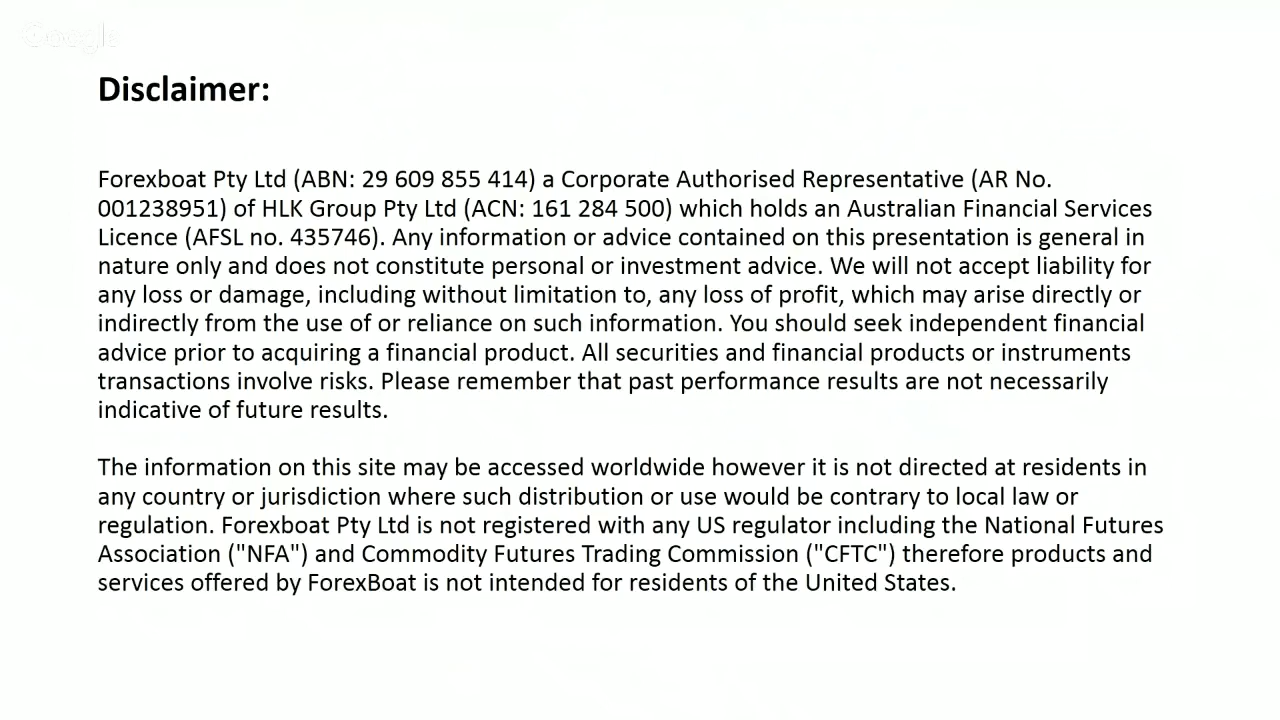 Google
Disclaimer:
Forexboat Pty Ltd (ABN: 29 609 855 414) a Corporate Authorised Representative (AR No.
001238951) of HLK Group Pty Ltd (ACN: 161 284 500) which holds an Australian Financial Services
Licence (AFSL no. 435746). Any information or advice contained on this presentation is general in
nature only and does not constitute personal or investment advice. We will not accept liability for
any loss or damage, including without limitation to, any loss of profit, which may arise directly or
indirectly from the use of or reliance on such information. You should seek independent financial
advice prior to acquiring a financial product. All securities and financial products or instruments
transactions involve risks. Please remember that past performance results are not necessarily
indicative of future results.
The information on this site may be accessed worldwide however it is not directed at residents in
any country or jurisdiction where such distribution or use would be contrary to local law or
regulation. Forexboat Pty Ltd is not registered with any US regulator including the National Futures
Association ("NFA") and Commodity Futures Trading Commission ("CFTC") therefore products and
services offered by ForexBoat is not intended for residents of the United States.